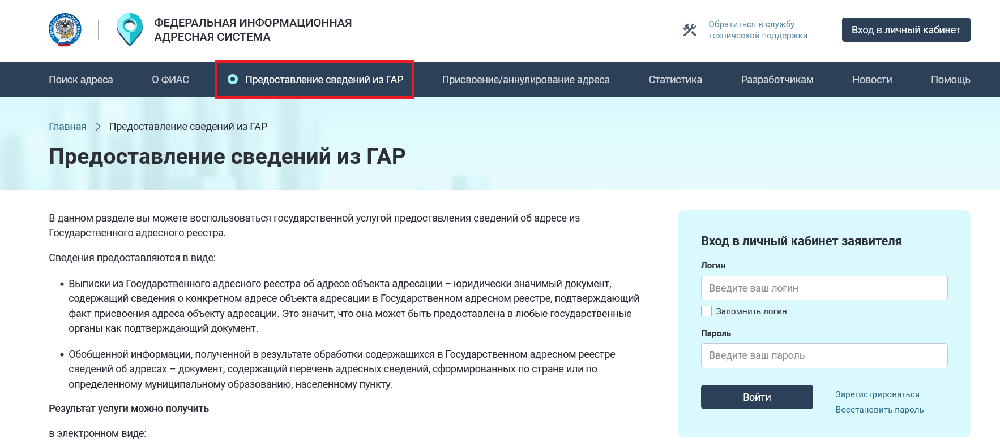 ФЕДЕРАЛЬНАЯ ИНФОРМАЦИОННАЯ
АДРЕСНАЯ СИСТЕМА
Обратиться в службу
технической поддержки
Вход в личный кабинет
Поиск адреса
О ФИАС
Предоставление сведений из ГАР
Присвоение/аннулирование адреса
Статистика
Разработчикам
Новости
Помощь
Главная
Предоставление сведений из ГАР
Предоставление сведений из ГАР
В данном разделе вы можете воспользоваться государственной услугой предоставления сведений об адресе из
Государственного адресного реестра.
Сведения предоставляются в виде:
• Выписки из Государственного адресного реестра об адресе объекта адресации – юридически значимый документ,
содержащий сведения о конкретном адресе объекта адресации в Государственном адресном реестре, подтверждающий
факт присвоения адреса объекту адресации. Это значит, что она может быть предоставлена в любые государственные
органы как подтверждающий документ.
• Обобщенной информации, полученной в результате обработки содержащихся в Государственном адресном реестре
сведений об адресах – документ, содержащий перечень адресных сведений, сформированных по стране или по
определенному муниципальному образованию, населенному пункту.
Результат услуги можно получить
в электронном виде:
Вход в личный кабинет заявителя
Логин
Введите ваш логин
Запомнить логин
Пароль
Введите ваш пароль
Войти
Зарегистрироваться
Восстановить пароль